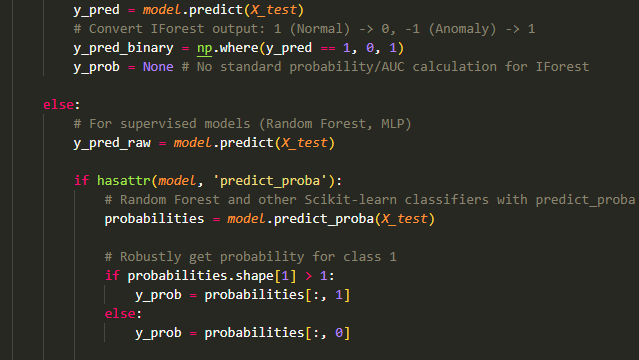 y_pred = model.predict(X_test)
# Convert IForest output: 1 (Normal) -> 0, -1 (Anomaly) -> 1
y_pred_binary = np.where(y_pred == 1, 0, 1)
y_prob = None # No standard probability/AUC calculation for IForest
else:
# For supervised models (Random Forest, MLP)
y_pred_raw = model.predict(X_test)
if hasattr(model, 'predict_proba'):
# Random Forest and other Scikit-learn classifiers with predict_proba
probabilities = model.predict_proba(X_test)
# Robustly get probability for class 1
if probabilities.shape[1] > 1:
y_prob = probabilities[:, 1]
else:
y_prob = probabilities[:, 0]